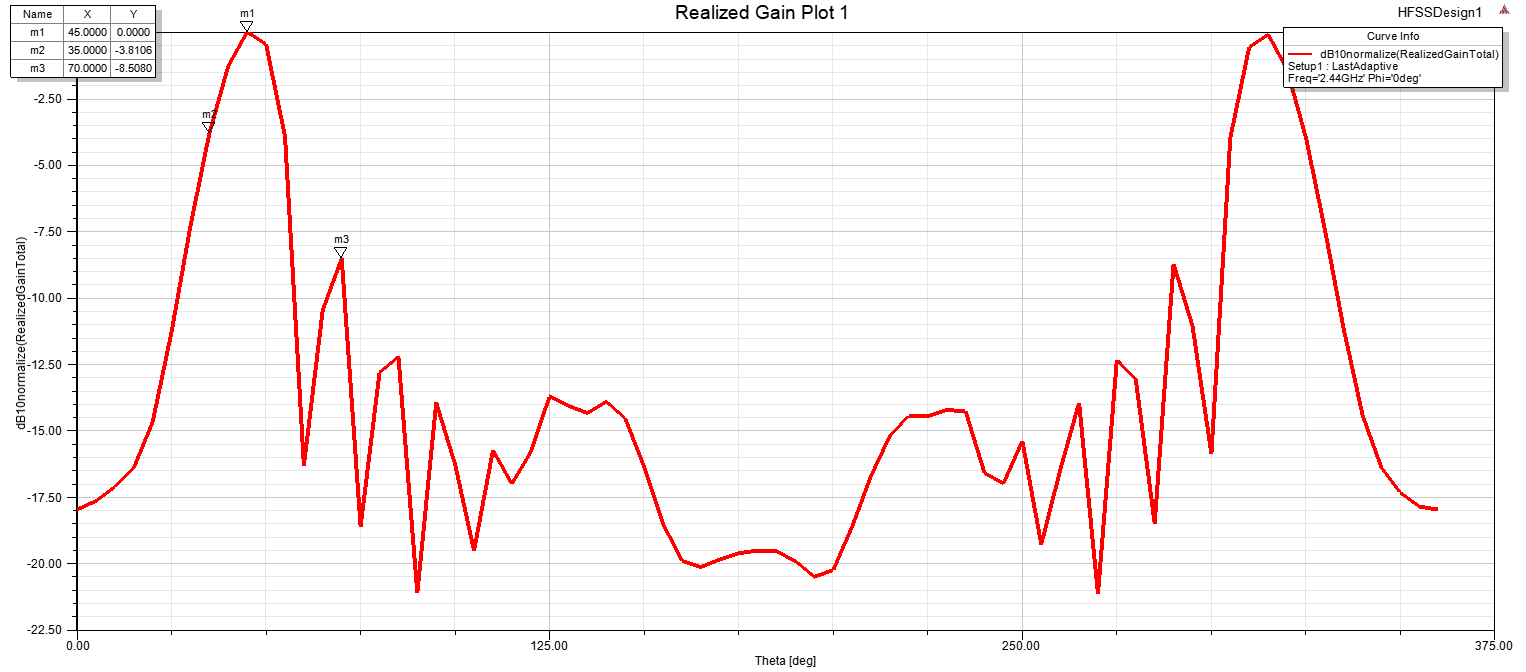 Realized Gain Plot 1
HFSSDesign1
Name X Y
m1 45.0000 0.0000
m2 35.0000 -3.8106
m3 70.0000 -8.5080
m1
m2
m3
Curve Info
dB10normalize(RealizedGainTotal)
Setup1 : LastAdaptive
Freq='2.44GHz' Phi='0deg'
dB10normalize(RealizedGainTotal)
-2.50
-5.00
-7.50
-10.00
-12.50
-15.00
-17.50
-20.00
-22.50
0.00 125.00 250.00 375.00
Theta [deg]